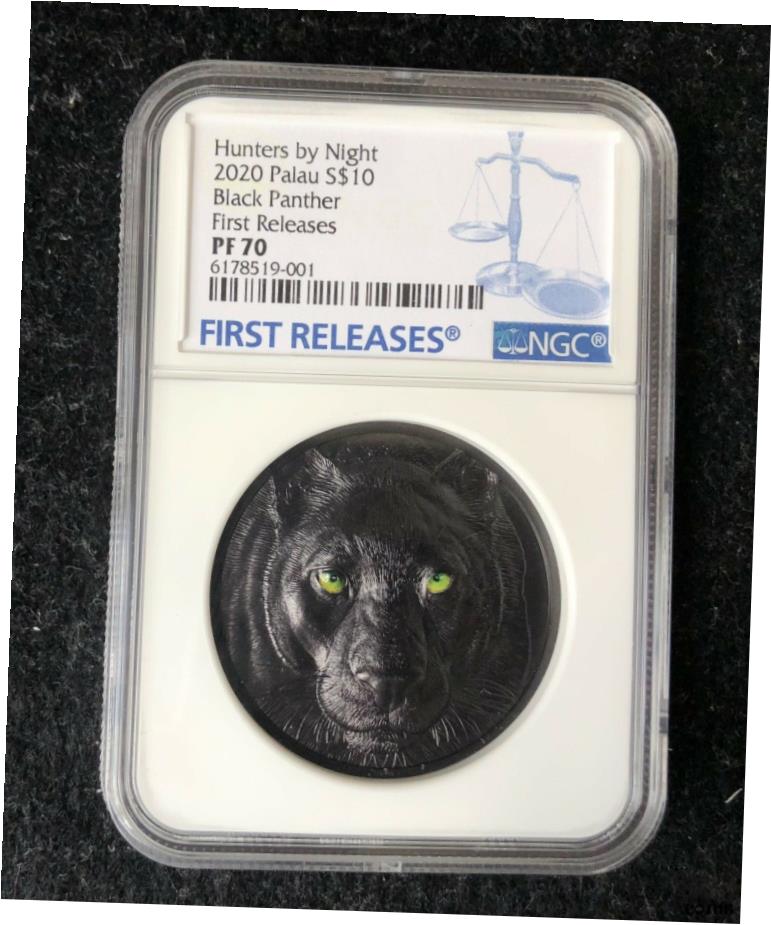 Hunters by Night
2020 Palau S$10
Black Panther
First Releases
PF 70
6178519-001
FIRST RELEASES®
NGC®